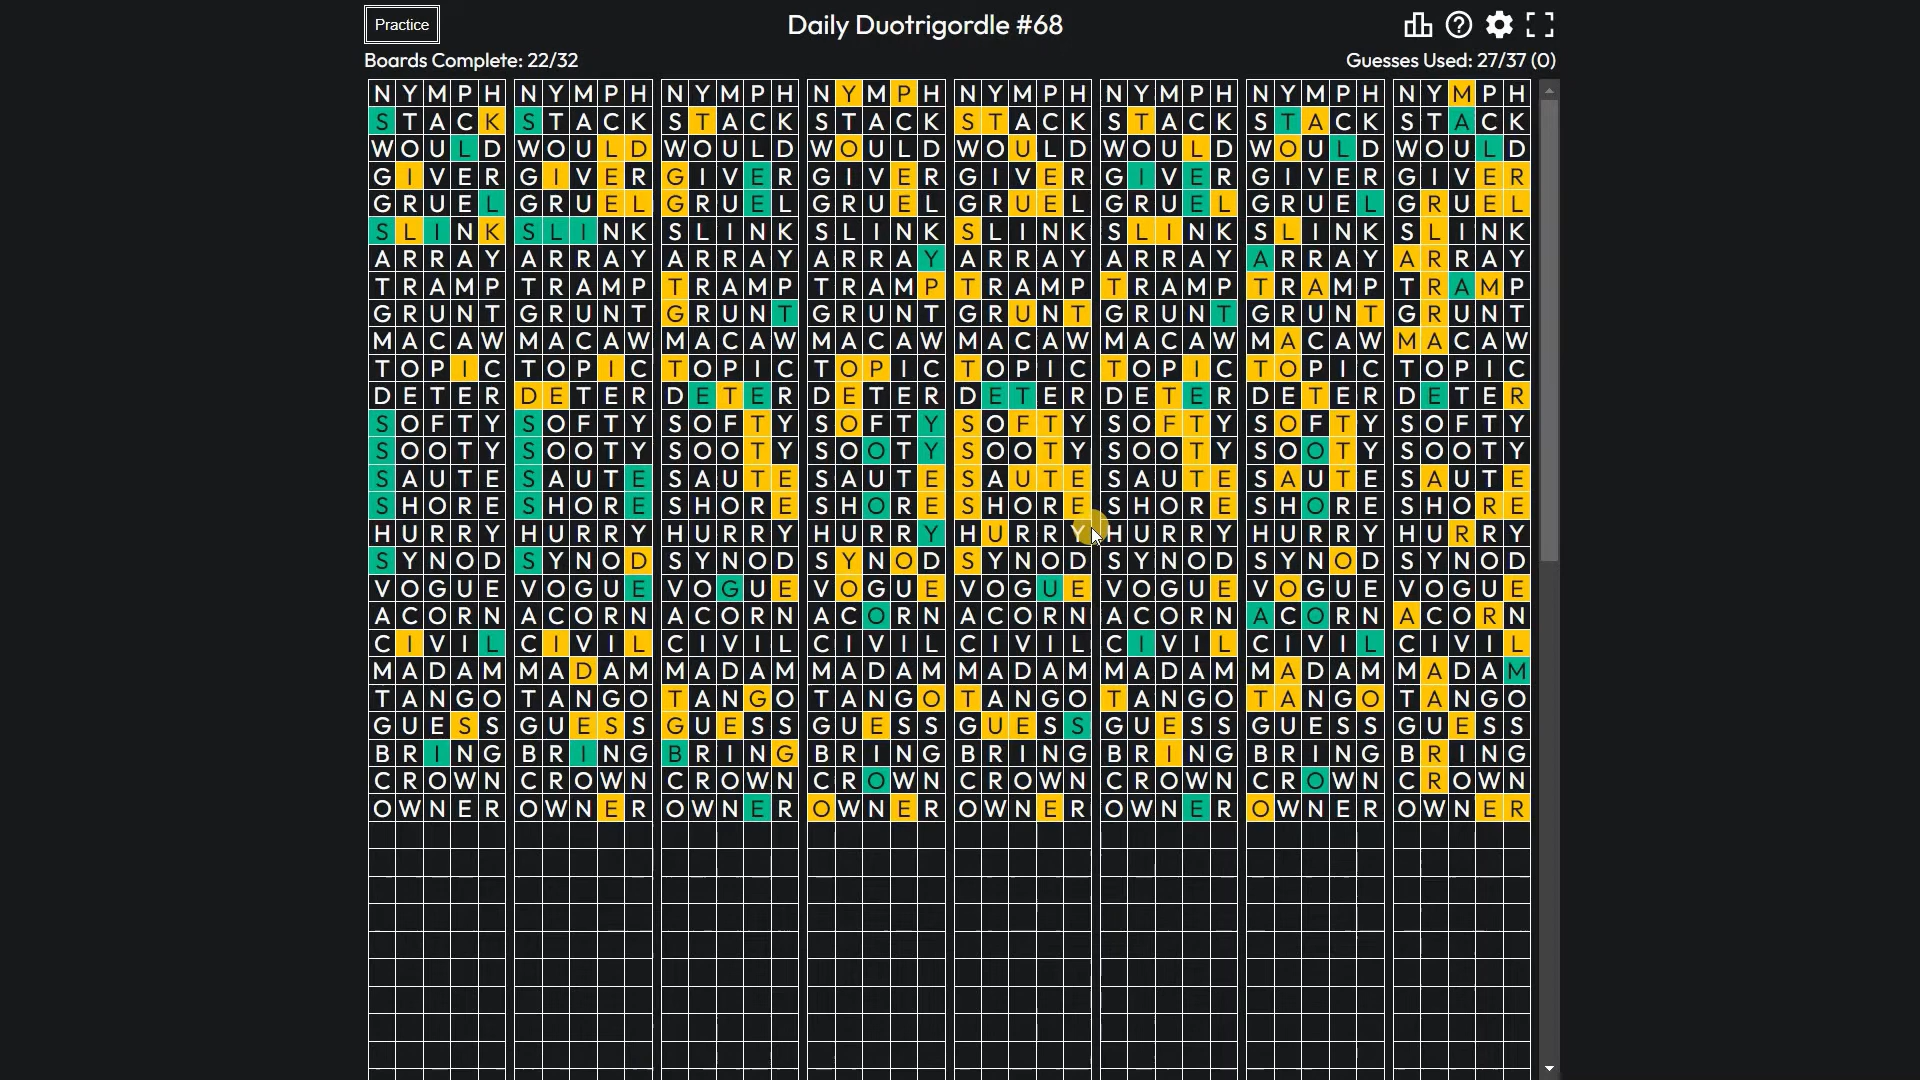 Practice
Daily Duotrigordle #68
Boards Complete: 22/32
Guesses Used: 27/37 (0)
NYMPH NYMPH NYMPH NYMPH NYMPH NYMPH NYMPH NYMPH
STACK STACK STACK STACK STACK STACK STACK STACK
WOULD WOULD WOULD WOULD WOULD WOULD WOULD WOULD
GIVER GIVER GIVER GIVER GIVER GIVER GIVER GIVER
GRUEL GRUEL GRUEL GRUEL GRUEL GRUEL GRUEL GRUEL
SLINK SLINK SLINK SLINK SLINK SLINK SLINK SLINK
ARRAY ARRAY ARRAY ARRAY ARRAY ARRAY ARRAY ARRAY
TRAMP TRAMP TRAMP TRAMP TRAMP TRAMP TRAMP TRAMP
GRUNT GRUNT GRUNT GRUNT GRUNT GRUNT GRUNT GRUNT
MACAW MACAW MACAW MACAW MACAW MACAW MACAW MACAW
TOPIC TOPIC TOPIC TOPIC TOPIC TOPIC TOPIC TOPIC
DETER DETER DETER DETER DETER DETER DETER DETER
SOFTY SOFTY SOFTY SOFTY SOFTY SOFTY SOFTY SOFTY
SOOTY SOOTY SOOTY SOOTY SOOTY SOOTY SOOTY SOOTY
SAUTE SAUTE SAUTE SAUTE SAUTE SAUTE SAUTE SAUTE
SHORE SHORE SHORE SHORE SHORE SHORE SHORE SHORE
HURRY HURRY HURRY HURRY HURRY HURRY HURRY HURRY
SYNOD SYNOD SYNOD SYNOD SYNOD SYNOD SYNOD SYNOD
VOGUE VOGUE VOGUE VOGUE VOGUE VOGUE VOGUE VOGUE
ACORN ACORN ACORN ACORN ACORN ACORN ACORN ACORN
CIVIL CIVIL CIVIL CIVIL CIVIL CIVIL CIVIL CIVIL
MADAM MADAM MADAM MADAM MADAM MADAM MADAM MADAM
TANGO TANGO TANGO TANGO TANGO TANGO TANGO TANGO
GUESS GUESS GUESS GUESS GUESS GUESS GUESS GUESS
BRING BRING BRING BRING BRING BRING BRING BRING
CROWN CROWN CROWN CROWN CROWN CROWN CROWN CROWN
OWNER OWNER OWNER OWNER OWNER OWNER OWNER OWNER